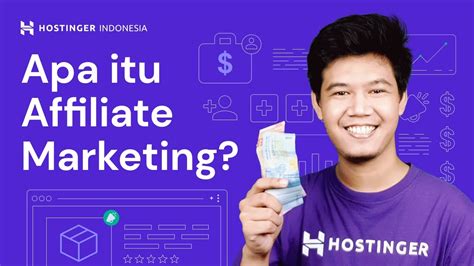 HOSTINGER INDONESIA
Apa itu
Affiliate
Marketing?
HOSTINGER